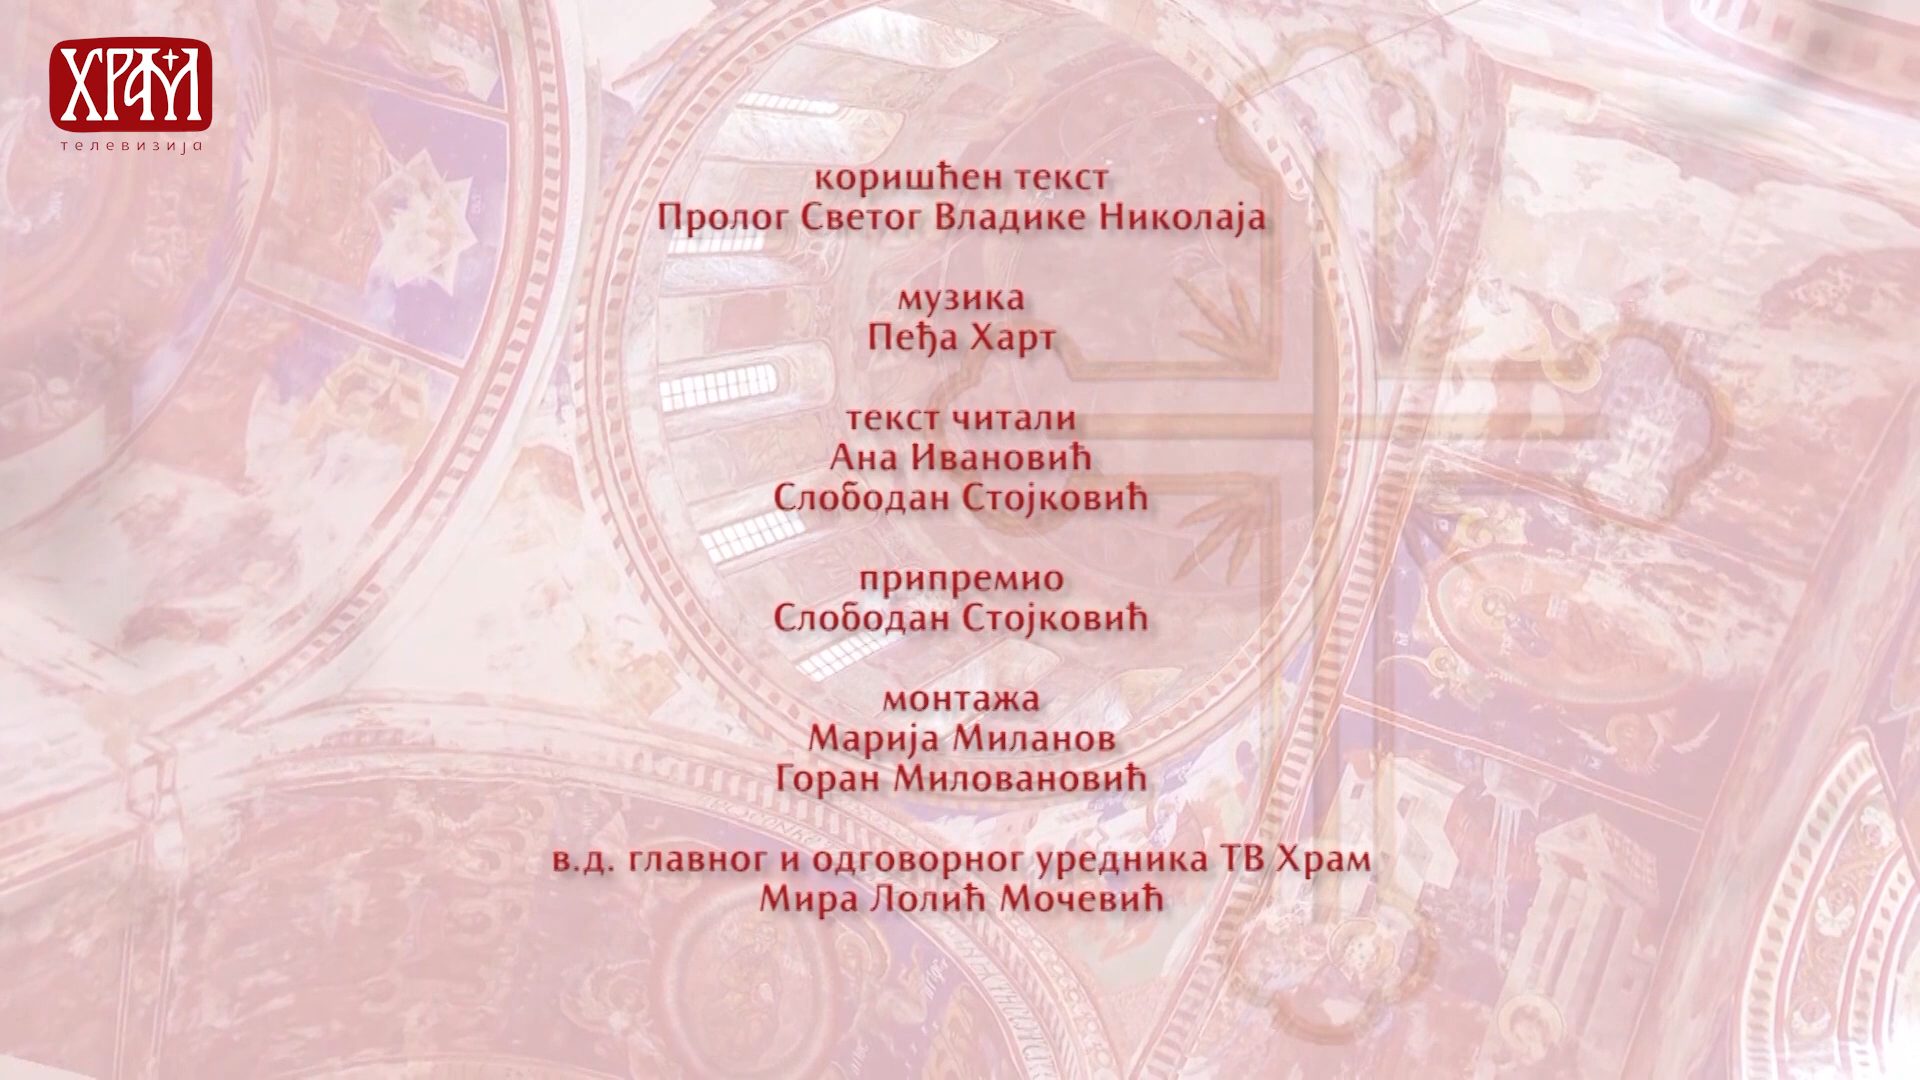 ХРАМ
телевизија
коришћен текст
Пролог Светог Владике Николаја
музика
Пеђа Харт
текст читали
Ана Ивановић
Слободан Стојковић
припремио
Слободан Стојковић
монтажа
Марија Миланов
Горан Миловановић
в.д. главног и одговорног уредника ТВ Храм
Мира Лолић Мочевић